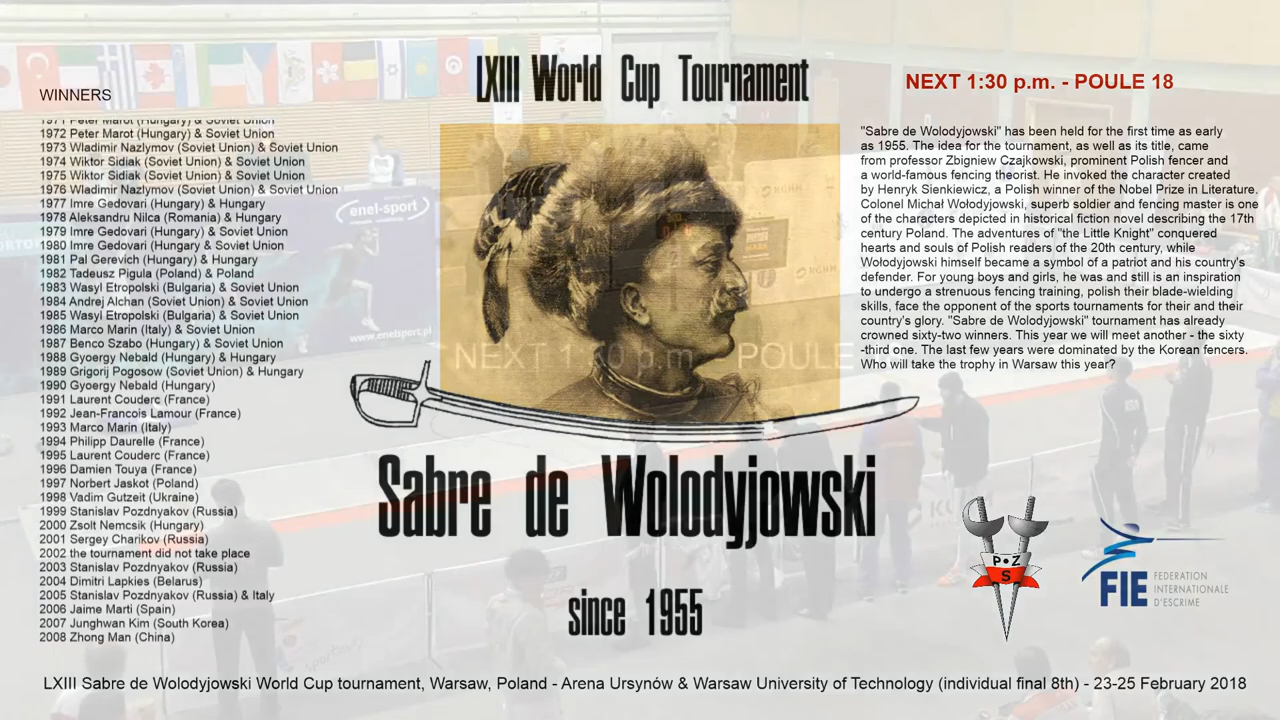 LXIII World Cup Tournament
NEXT 1:30 p.m. - POULE 18
WINNERS
1971 Peter Marot (Hungary) & Soviet Union
1972 Peter Marot (Hungary) & Soviet Union
1973 Wladimir Nazlymov (Soviet Union) & Soviet Union
1974 Wiktor Sidiak (Soviet Union) & Soviet Union
1975 Wiktor Sidiak (Soviet Union) & Soviet Union
1976 Wladimir Nazlymov (Soviet Union) & Soviet Union
1977 Imre Gedovari (Hungary) & Hungary
1978 Aleksandru Nilca (Romania) & Hungary
1979 Imre Gedovari (Hungary) & Soviet Union
1980 Imre Gedovari (Hungary & Soviet Union
1981 Pal Gerevich (Hungary) & Hungary
1982 Tadeusz Pigula (Poland) & Poland
1983 Wasyl Etropolski (Bulgaria) & Soviet Union
1984 Andrej Alchan (Soviet Union) & Soviet Union
1985 Wasyl Etropolski (Bulgaria) & Soviet Union
1986 Marco Marin (Italy) & Soviet Union
1987 Benco Szabo (Hungary) & Soviet Union
1988 Gyoergy Nebald (Hungary) & Hungary
1989 Grigorij Pogosow (Soviet Union) & Hungary
1990 Gyoergy Nebald (Hungary)
1991 Laurent Couderc (France)
1992 Jean-Francois Lamour (France)
1993 Marco Marin (Italy)
1994 Philipp Daurelle (France)
1995 Laurent Couderc (France)
1996 Damien Touya (France)
1997 Norbert Jaskot (Poland)
1998 Vadim Gutzeit (Ukraine)
1999 Stanislav Pozdnyakov (Russia)
2000 Zsolt Nemcsik (Hungary)
2001 Sergey Charikov (Russia)
2002 the tournament did not take place
2003 Stanislav Pozdnyakov (Russia)
2004 Dimitri Lapkies (Belarus)
2005 Stanislav Pozdnyakov (Russia) & Italy
2006 Jaime Marti (Spain)
2007 Junghwan Kim (South Korea)
2008 Zhong Man (China)
"Sabre de Wolodyjowski" has been held for the first time as early
as 1955. The idea for the tournament, as well as its title, came
from professor Zbigniew Czajkowski, prominent Polish fencer and
a world-famous fencing theorist. He invoked the character created
by Henryk Sienkiewicz, a Polish winner of the Nobel Prize in Literature.
Colonel Michał Wołodyjowski, superb soldier and fencing master is one
of the characters depicted in historical fiction novel describing the 17th
century Poland. The adventures of "the Little Knight" conquered
hearts and souls of Polish readers of the 20th century, while
Wołodyjowski himself became a symbol of a patriot and his country's
defender. For young boys and girls, he was and still is an inspiration
to undergo a strenuous fencing training, polish their blade-wielding
skills, face the opponent of the sports tournaments for their and their
country's glory. "Sabre de Wolodyjowski" tournament has already
crowned sixty-two winners. This year we will meet another - the sixty
-third one. The last few years were dominated by the Korean fencers.
Who will take the trophy in Warsaw this year?
enel-sport
www.enelsport.pl
KGHM
KGHM
NEXT 1:30 p.m. - POULE
Sabre de Wolodyjowski
since 1955
P•Z
S
FIE
FEDERATION
INTERNATIONALE
D'ESCRIME
LXIII Sabre de Wolodyjowski World Cup tournament, Warsaw, Poland - Arena Ursynów & Warsaw University of Technology (individual final 8th) - 23-25 February 2018